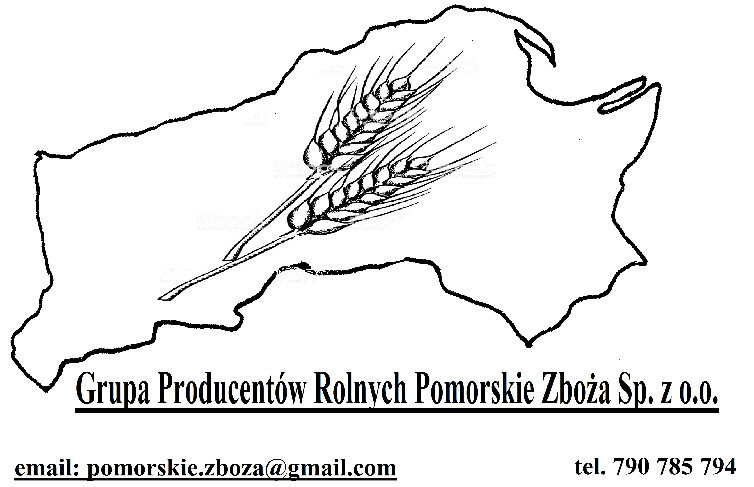 Grupa Producentów Rolnych Pomorskie Zboża Sp. z o.o.
email: pomorskie.zboza@gmail.com tel. 790 785 794